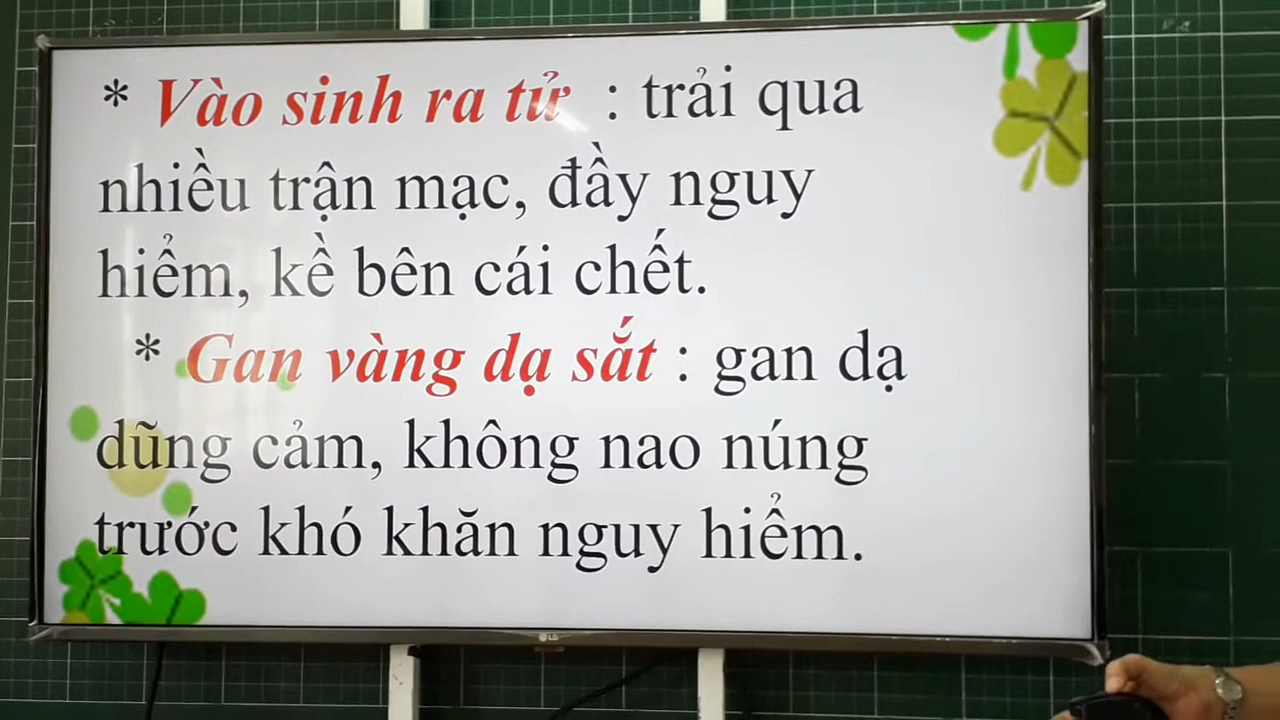 * Vào sinh ra tử : trải qua
nhiều trận mạc, đầy nguy
hiểm, kề bên cái chết.
* Gan vàng dạ sắt : gan dạ
dũng cảm, không nao núng
trước khó khăn nguy hiểm.
LG